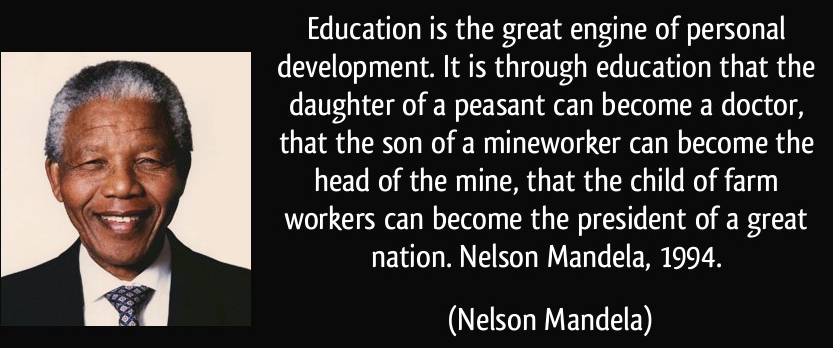 Education is the great engine of personal
development. It is through education that the
daughter of a peasant can become a doctor,
that the son of a mineworker can become the
head of the mine, that the child of farm
workers can become the president of a great
nation. Nelson Mandela, 1994.
(Nelson Mandela)